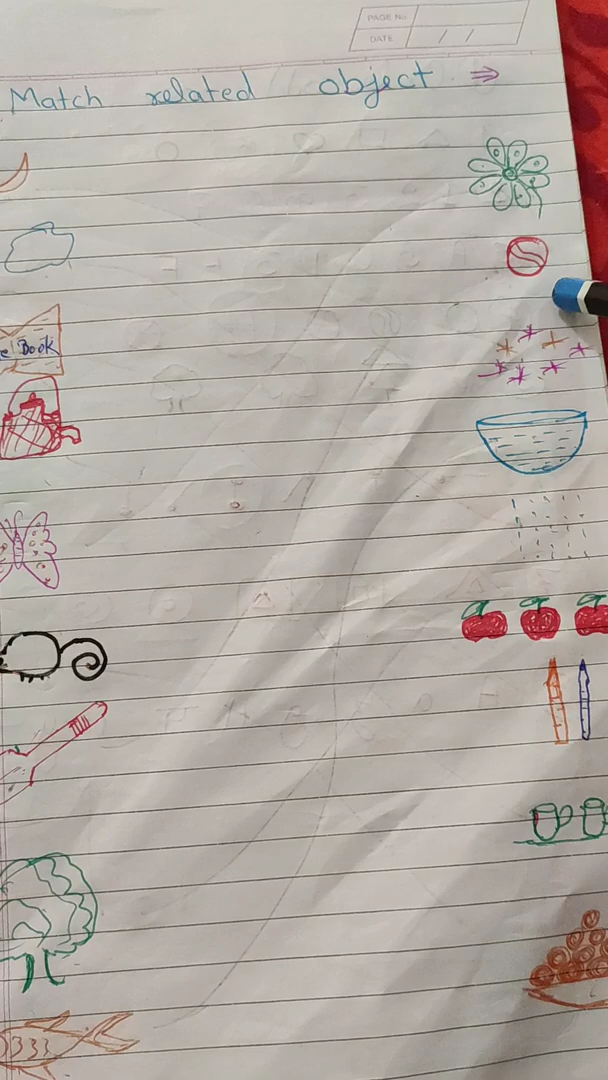 PAGE No.
DATE / /
Match related object ⇒
Book